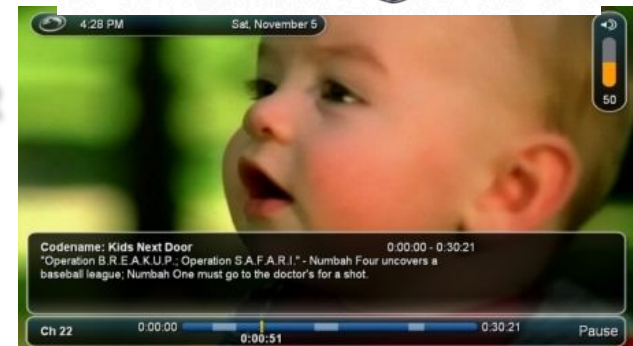 4:28 PM Sat, November 5
50
Codename: Kids Next Door 0:00:00 - 0:30:21
"Operation B.R.E.A.K.U.P.; Operation S.A.F.A.R.I." - Numbah Four uncovers a
baseball league; Numbah One must go to the doctor's for a shot.
Ch 22 0:00:00 0:30:21 Pause
0:00:51